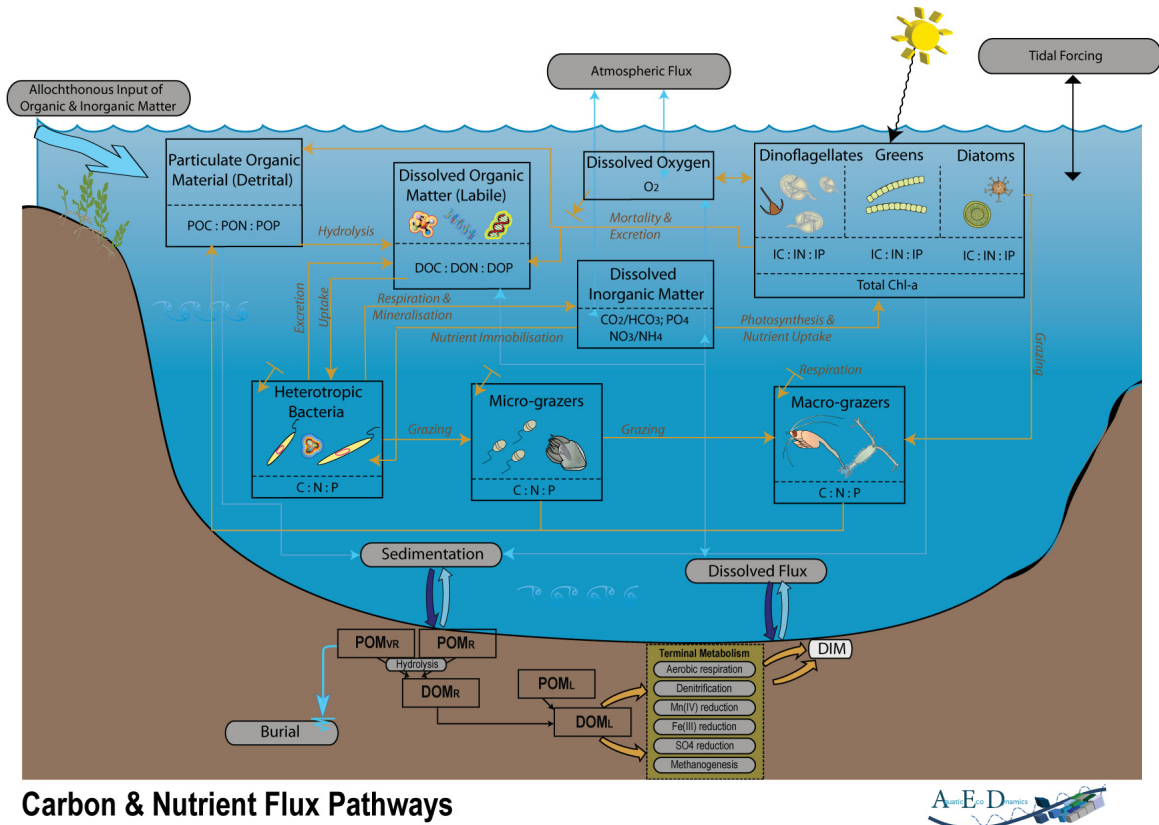 Tidal Forcing
Atmospheric Flux
Allochthonous Input of
Organic & Inorganic Matter
Particulate Organic
Material (Detrital)
POC : PON : POP
Hydrolysis
Dissolved Organic
Matter (Labile)
DOC : DON : DOP
Dissolved Oxygen
O2
Mortality &
Excretion
Dinoflagellates
Greens
Diatoms
IC : IN : IP
IC : IN : IP
IC : IN : IP
Total Chl-a
Dissolved
Inorganic Matter
CO2/HCO3; PO4
NO3/NH4
Excretion
Uptake
Respiration &
Mineralisation
Nutrient Immobilisation
Photosynthesis &
Nutrient Uptake
Grazing
Heterotropic
Bacteria
C : N : P
Grazing
Micro-grazers
C : N : P
Grazing
Respiration
Macro-grazers
C : N : P
Sedimentation
Dissolved Flux
POMVR
POMR
Hydrolysis
DOMR
POML
DOML
Burial
Terminal Metabolism
Aerobic respiration
Denitrification
Mn(IV) reduction
Fe(III) reduction
SO4 reduction
Methanogenesis
DIM
Carbon & Nutrient Flux Pathways
Aquatic Eco Dynamics